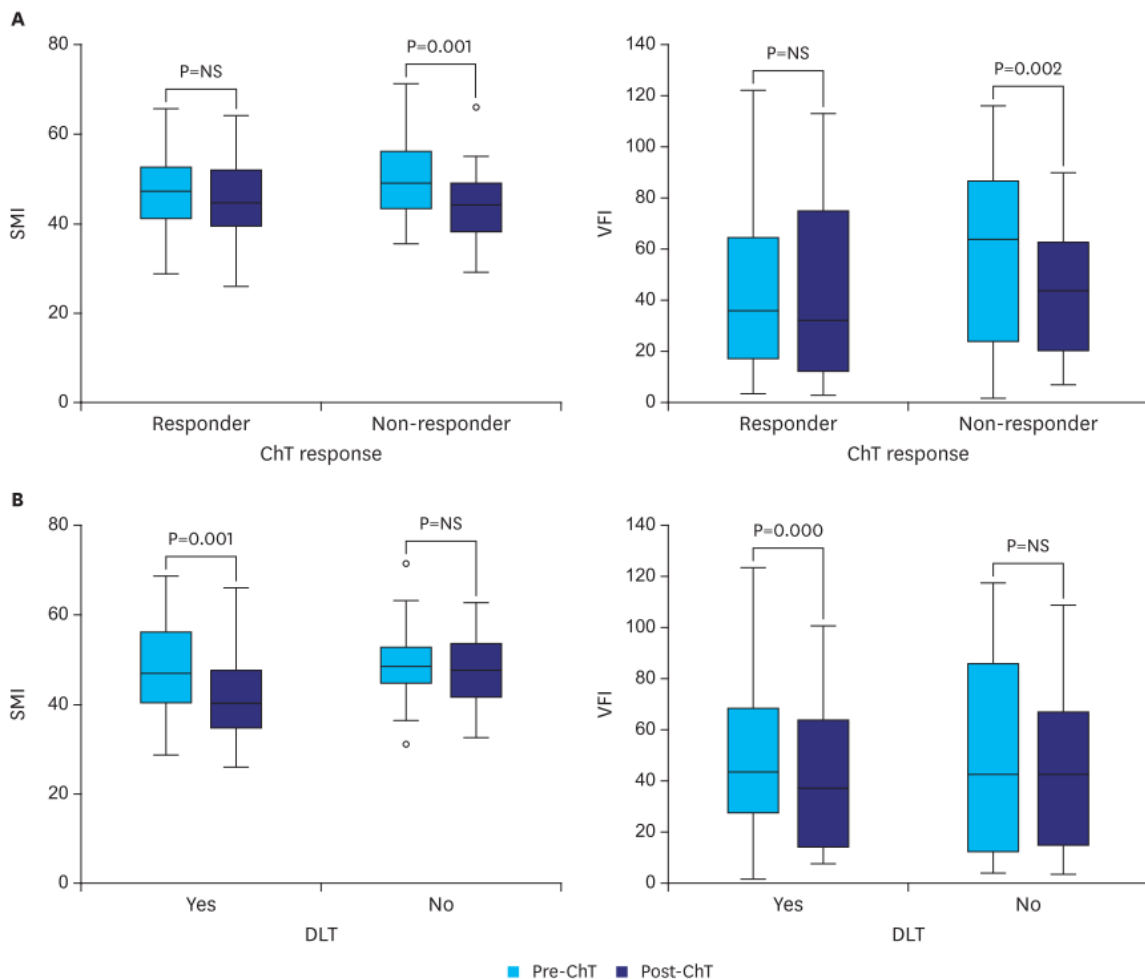 A
80
60
40
20
0
SMI
P=NS
P=0.001
Responder
Non-responder
ChT response
140
120
100
80
60
40
20
0
VFI
P=NS
P=0.002
Responder
Non-responder
ChT response
B
80
60
40
20
0
SMI
P=0.001
P=NS
Yes
No
DLT
140
120
100
80
60
40
20
0
VFI
P=0.000
P=NS
Yes
No
DLT
Pre-ChT Post-ChT